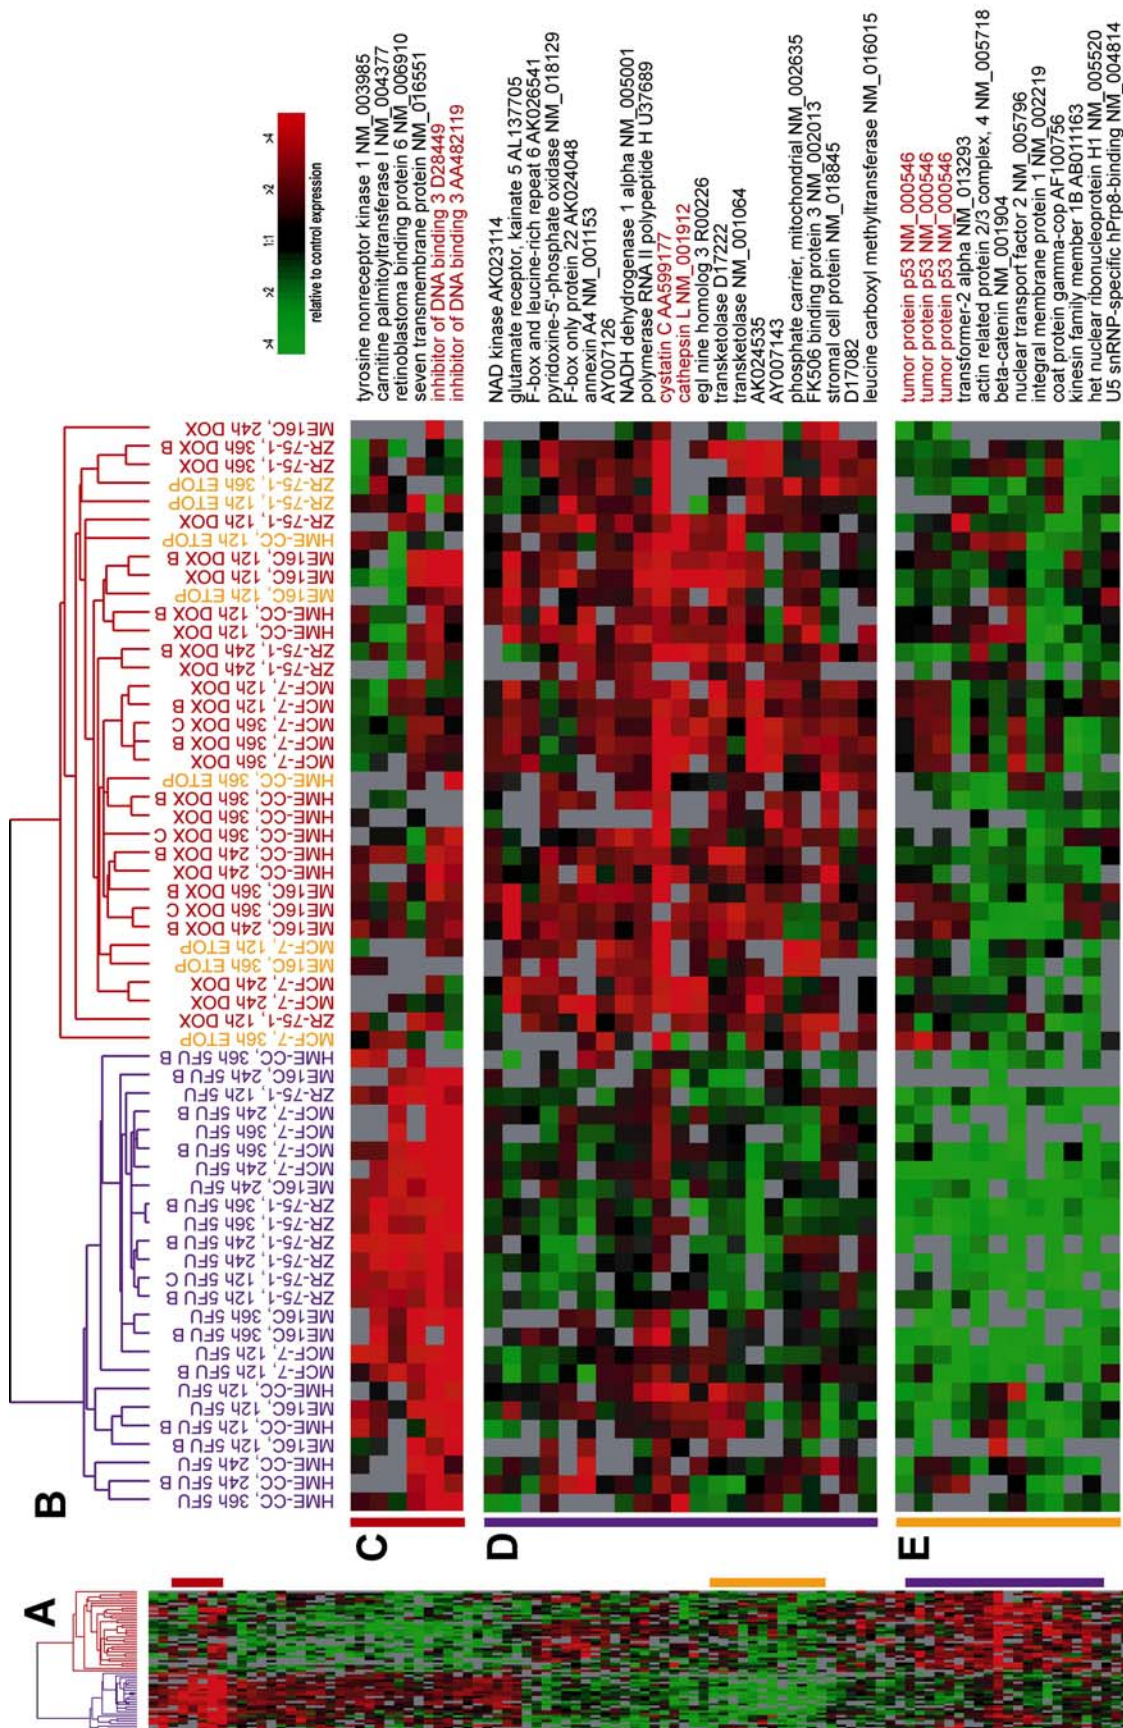 A
B
>4
>2
1:1
>2
>4
relative to control expression
HME-CC, 36h 5FU
HME-CC, 24h 5FU B
HME-CC, 24h 5FU
ME16C, 12h 5FU B
HME-CC, 12h 5FU B
ME16C, 12h 5FU
HME-CC, 12h 5FU
MCF-7, 12h 5FU B
MCF-7, 12h 5FU
ME16C, 36h 5FU B
ME16C, 36h 5FU
ZR-75-1, 12h 5FU B
ZR-75-1, 12h 5FU C
ZR-75-1, 24h 5FU
ZR-75-1, 24h 5FU B
ZR-75-1, 36h 5FU
ZR-75-1, 36h 5FU B
ME16C, 24h 5FU
MCF-7, 24h 5FU
MCF-7, 36h 5FU B
MCF-7, 36h 5FU
MCF-7, 24h 5FU B
ZR-75-1, 12h 5FU
ME16C, 24h 5FU B
HME-CC, 36h 5FU B
MCF-7, 36h ETOP
ZR-75-1, 12h DOX
MCF-7, 24h DOX
MCF-7, 24h DOX
ME16C, 36h ETOP
MCF-7, 12h ETOP
ME16C, 24h DOX B
ME16C, 36h DOX C
ME16C, 36h DOX B
HME-CC, 24h DOX
HME-CC, 24h DOX B
HME-CC, 36h DOX C
HME-CC, 36h DOX
HME-CC, 36h DOX B
HME-CC, 36h ETOP
MCF-7, 36h DOX
MCF-7, 36h DOX B
MCF-7, 36h DOX C
MCF-7, 12h DOX B
MCF-7, 12h DOX
ZR-75-1, 24h DOX
ZR-75-1, 24h DOX B
HME-CC, 12h DOX
HME-CC, 12h DOX B
ME16C, 12h ETOP
ME16C, 12h DOX
ME16C, 12h DOX B
HME-CC, 12h ETOP
ZR-75-1, 12h DOX
ZR-75-1, 12h ETOP
ZR-75-1, 36h ETOP
ZR-75-1, 36h DOX
ZR-75-1, 36h DOX B
ME16C, 24h DOX
C
tyrosine nonreceptor kinase 1 NM_003985
carnitine palmitoyltransferase I NM_004377
retinoblastoma binding protein 6 NM_006910
seven transmembrane protein NM_016551
inhibitor of DNA binding 3 D28449
inhibitor of DNA binding 3 AA482119
D
NAD kinase AK023114
glutamate receptor, kainate 5 AL137705
F-box and leucine-rich repeat 6 AK026541
pyridoxine-5'-phosphate oxidase NM_018129
F-box only protein 22 AK024048
annexin A4 NM_001153
AY007126
NADH dehydrogenase 1 alpha NM_005001
polymerase RNA II polypeptide H U37689
cystatin C AA599177
cathepsin L NM_001912
egl nine homolog 3 R00226
transketolase D17222
transketolase NM_001064
AK024535
AY007143
phosphate carrier, mitochondrial NM_002635
FK506 binding protein 3 NM_002013
stromal cell protein NM_018845
D17082
leucine carboxyl methyltransferase NM_016015
E
tumor protein p53 NM_000546
tumor protein p53 NM_000546
tumor protein p53 NM_000546
transformer-2 alpha NM_013293
actin related protein 2/3 complex, 4 NM_005718
beta-catenin NM_001904
nuclear transport factor 2 NM_005796
integral membrane protein 1 NM_002219
coat protein gamma-cop AF100756
kinesin family member 1B AB011163
het nuclear ribonucleoprotein H1 NM_005520
U5 snRNP-specific hPrp8-binding NM_004814